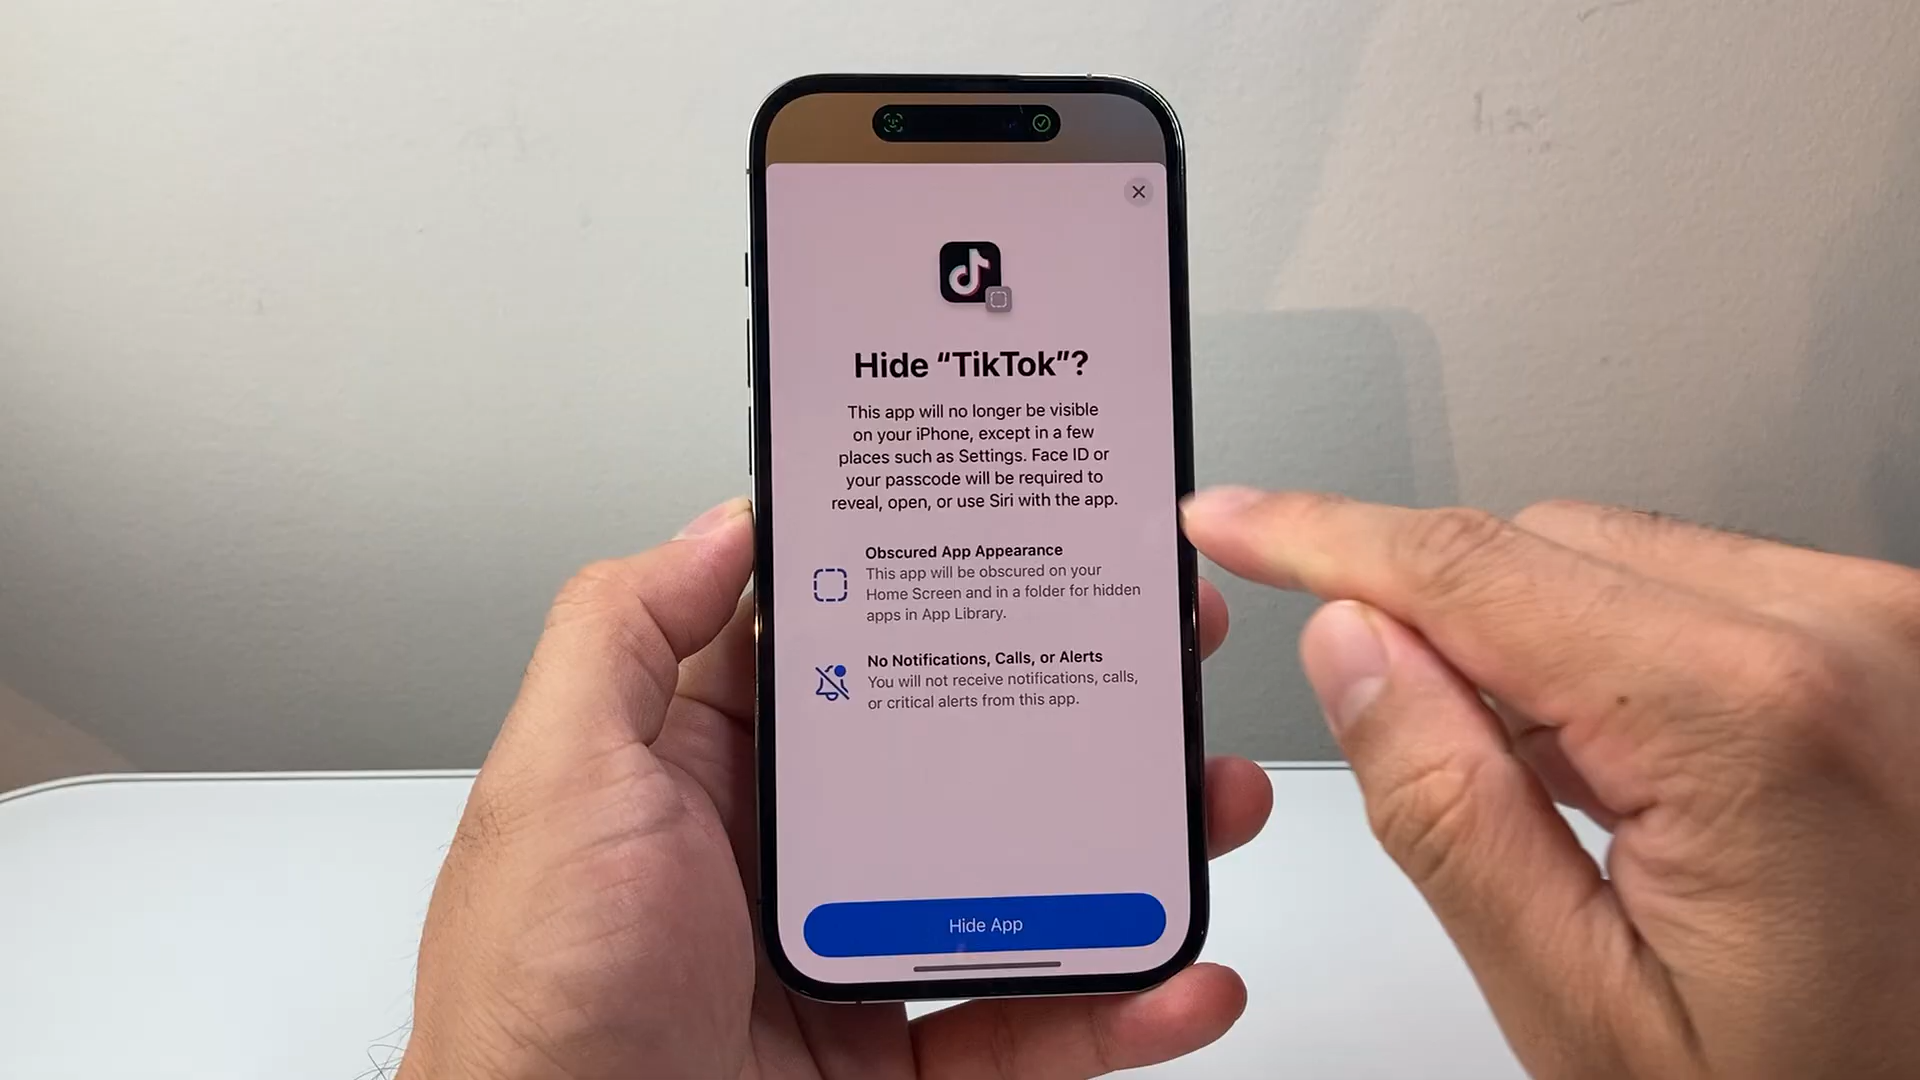 Hide “TikTok”?
This app will no longer be visible
on your iPhone, except in a few
places such as Settings. Face ID or
your passcode will be required to
reveal, open, or use Siri with the app.
Obscured App Appearance
This app will be obscured on your
Home Screen and in a folder for hidden
apps in App Library.
No Notifications, Calls, or Alerts
You will not receive notifications, calls,
or critical alerts from this app.
Hide App